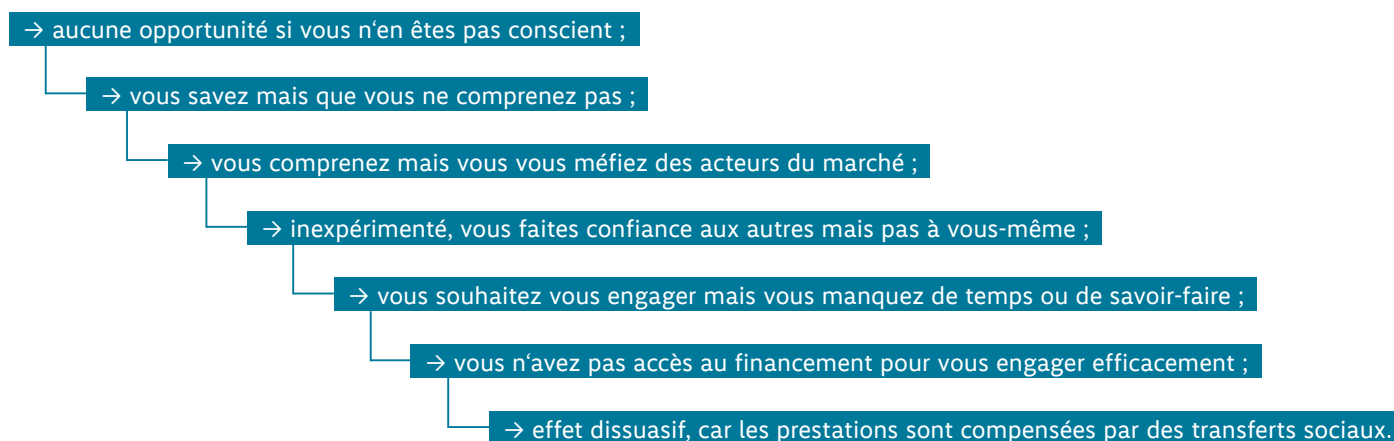 → aucune opportunité si vous n‘en êtes pas conscient ;
→ vous savez mais que vous ne comprenez pas ;
→ vous comprenez mais vous vous méfiez des acteurs du marché ;
→ inexpérimenté, vous faites confiance aux autres mais pas à vous-même ;
→ vous souhaitez vous engager mais vous manquez de temps ou de savoir-faire ;
→ vous n‘avez pas accès au financement pour vous engager efficacement ;
→ effet dissuasif, car les prestations sont compensées par des transferts sociaux.